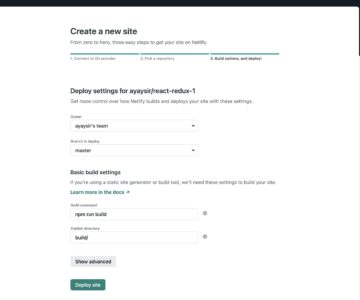 Create a new site
From zero to hero, three easy steps to get your site on Netlify.
1. Connect to Git provider
2. Pick a repository
3. Build options, and deploy!
Deploy settings for ayaysir/react-redux-1
Get more control over how Netlify builds and deploys your site with these settings.
Owner
ayaysir's team
Branch to deploy
master
Basic build settings
If you're using a static site generator or build tool, we'll need these settings to build your site.
Learn more in the docs ↗
Build command
npm run build
Publish directory
build/
Show advanced
Deploy site